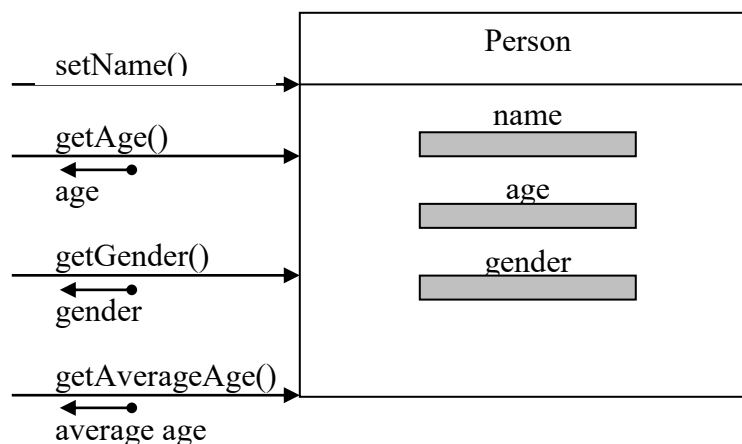 Person
setName()
name
getAge()
age
age
getGender()
gender
gender
getAverageAge()
average age